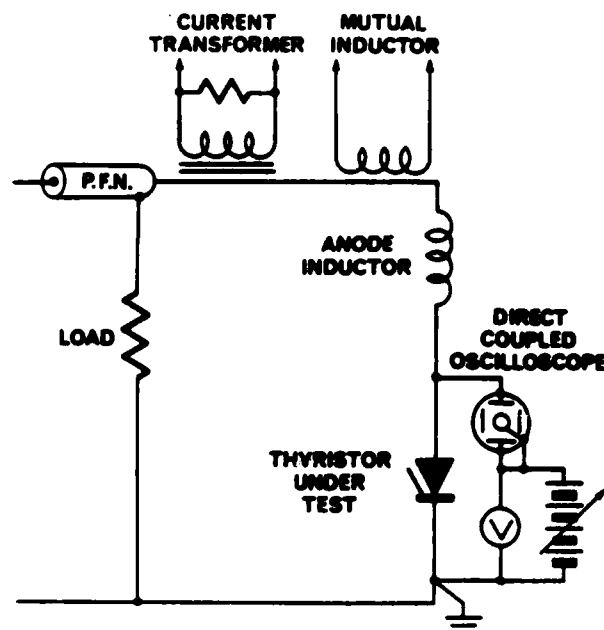 CURRENT
TRANSFORMER
MUTUAL
INDUCTOR
P.F.N.
ANODE
INDUCTOR
LOAD
DIRECT
COUPLED
OSCILLOSCOPE
THYRISTOR
UNDER
TEST
V